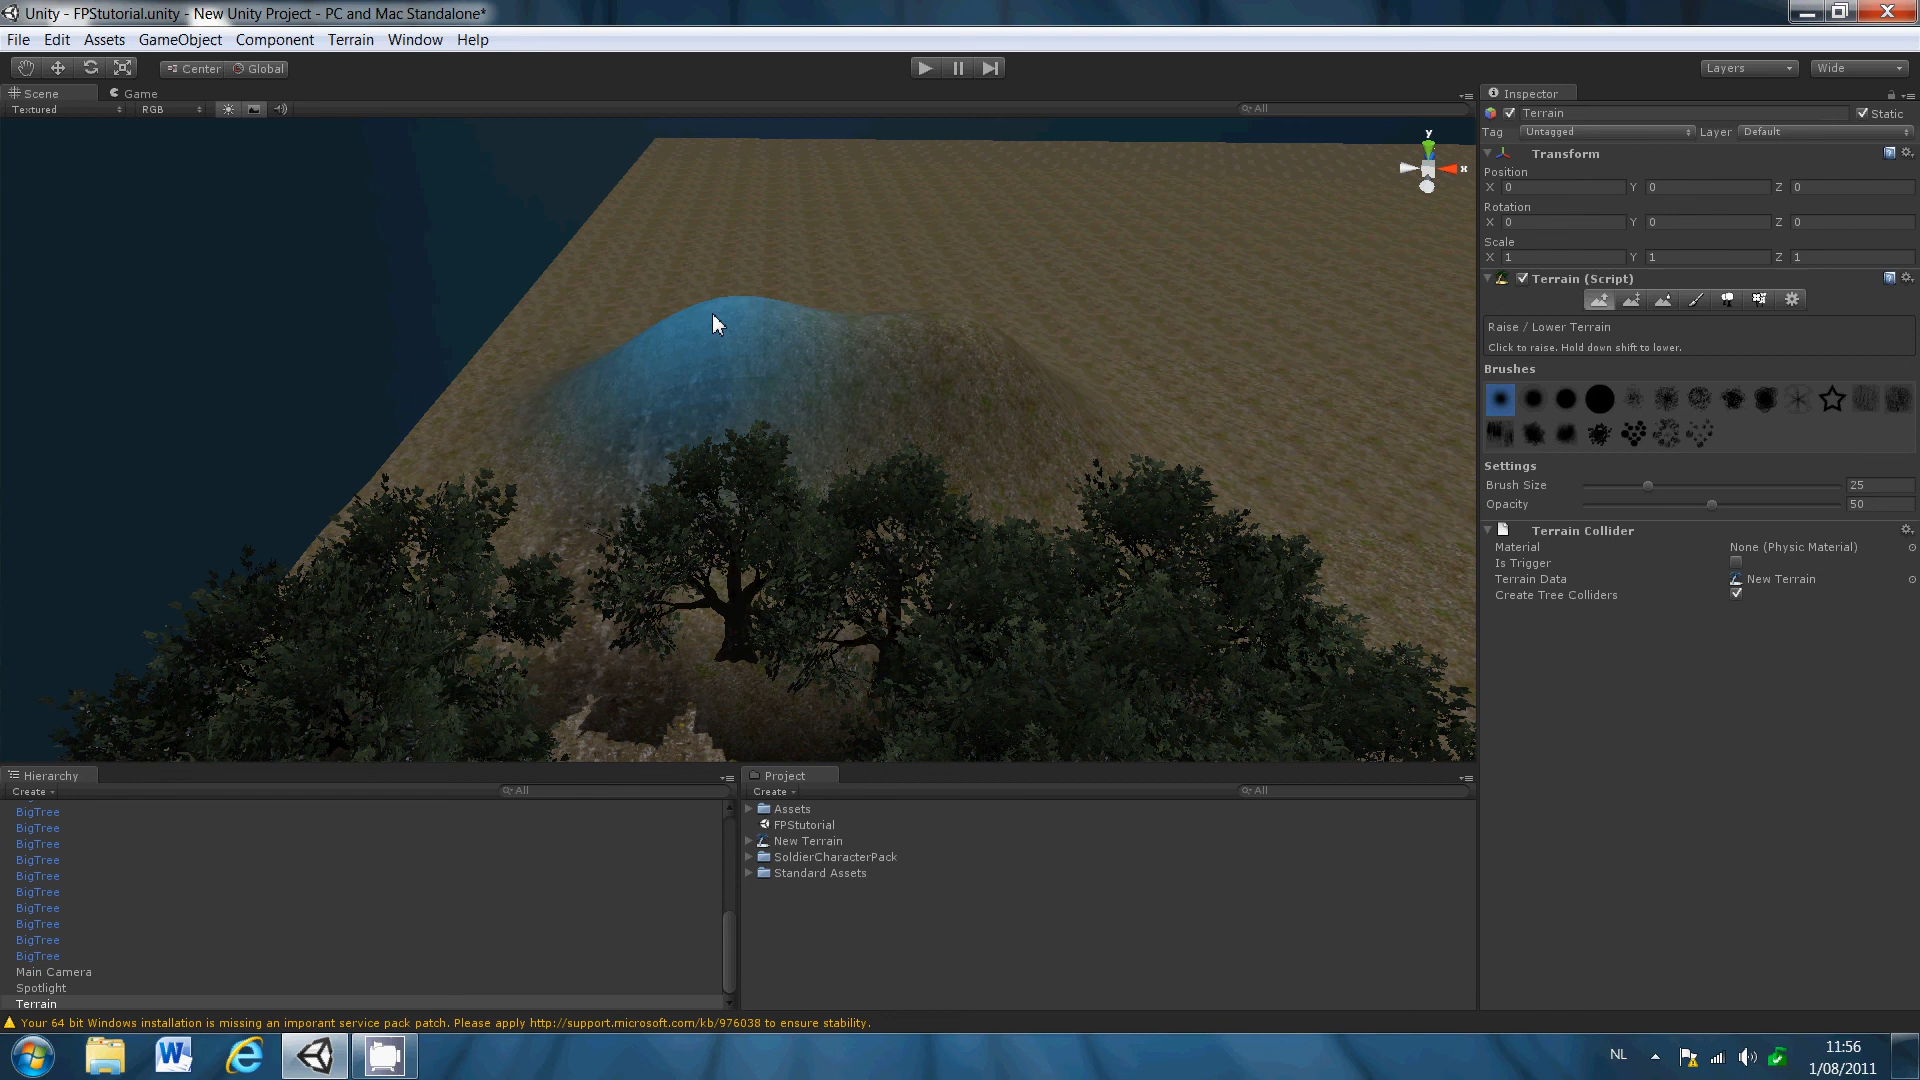 Unity - FPStutorial.unity - New Unity Project - PC and Mac Standalone*
File Edit Assets GameObject Component Terrain Window Help
Center Global Layers Wide
Scene Game
Textured RGB All
y
x
Inspector
Terrain Static
Tag Untagged Layer Default
Transform
Position
X 0 Y 0 Z 0
Rotation
X 0 Y 0 Z 0
Scale
X 1 Y 1 Z 1
Terrain (Script)
Raise / Lower Terrain
Click to raise. Hold down shift to lower.
Brushes
Settings
Brush Size 25
Opacity 50
Terrain Collider
Material None (Physic Material)
Is Trigger
Terrain Data New Terrain
Create Tree Colliders
Hierarchy
Create All
BigTree
BigTree
BigTree
BigTree
BigTree
BigTree
BigTree
BigTree
BigTree
BigTree
Main Camera
Spotlight
Terrain
Project
Create All
Assets
FPStutorial
New Terrain
SoldierCharacterPack
Standard Assets
Your 64 bit Windows installation is missing an imporant service pack patch. Please apply http://support.microsoft.com/kb/976038 to ensure stability.
NL
11:56
1/08/2011